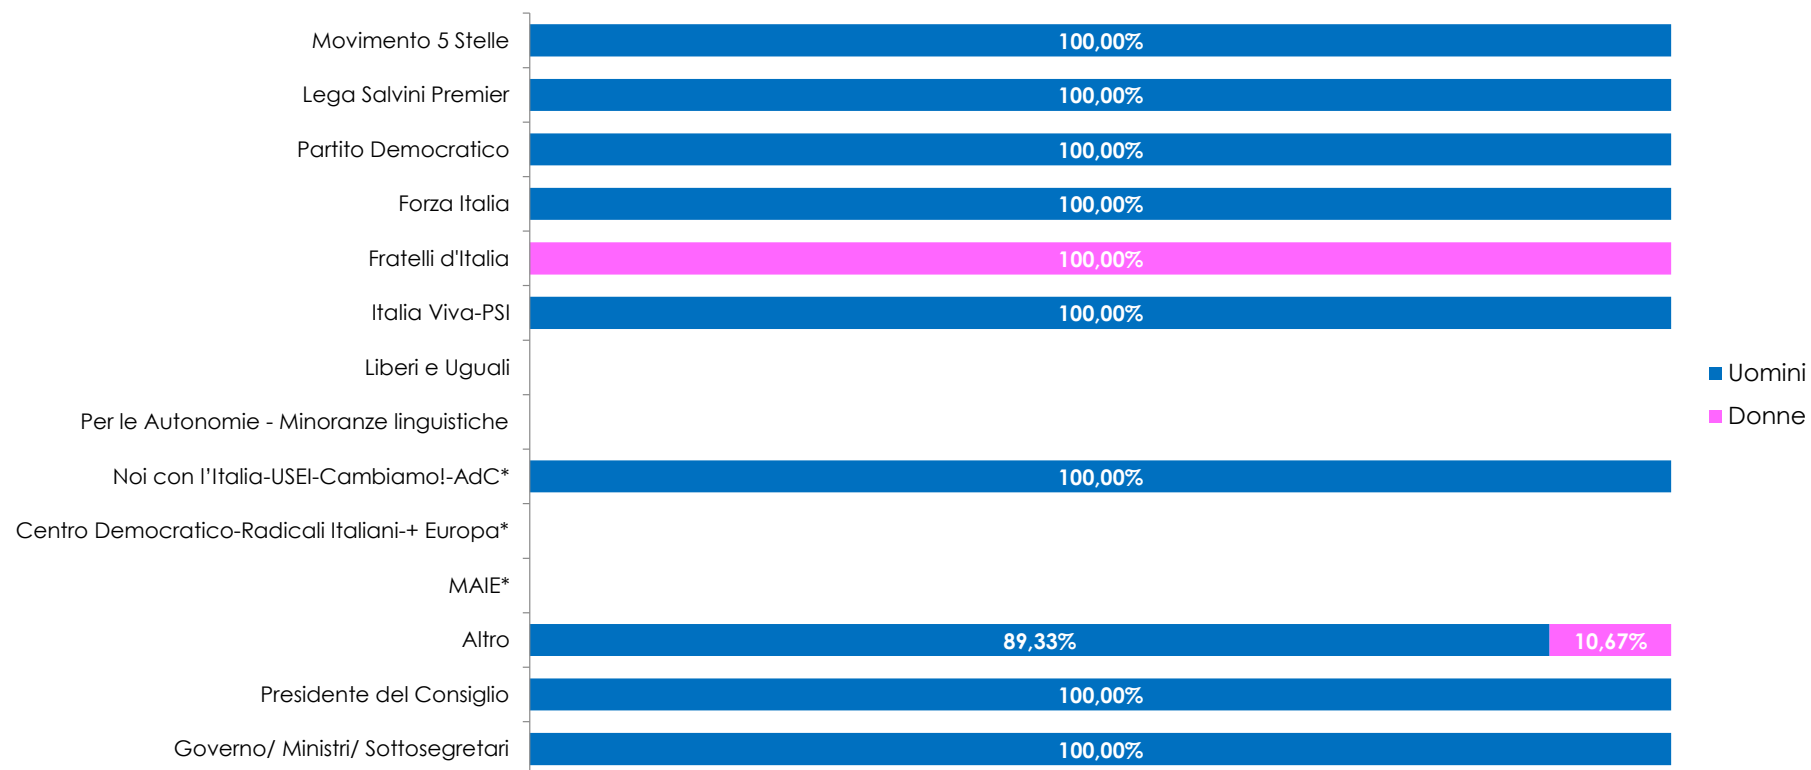 Movimento 5 Stelle 100,00%
Lega Salvini Premier 100,00%
Partito Democratico 100,00%
Forza Italia 100,00%
Fratelli d'Italia 100,00%
Italia Viva-PSI 100,00%
Liberi e Uguali
Per le Autonomie - Minoranze linguistiche
Noi con l’Italia-USEI-Cambiamo!-AdC* 100,00%
Centro Democratico-Radicali Italiani-+ Europa*
MAIE*
Altro 89,33% 10,67%
Presidente del Consiglio 100,00%
Governo/ Ministri/ Sottosegretari 100,00%
Uomini
Donne